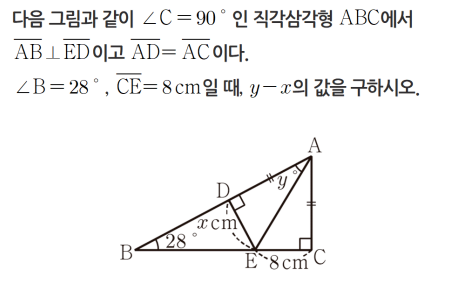 다음 그림과 같이 ∠C=90°인 직각삼각형 ABC에서
AB⊥ED이고 AD=AC이다.
∠B=28°, CE=8cm일 때, y-x의 값을 구하시오.
A
y°
D
x cm
B
28°
E
8cm
C